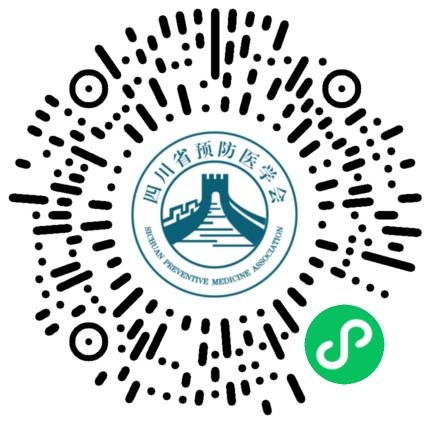 四川省预防医学会
SICHUAN PREVENTIVE MEDICINE ASSOCIATION